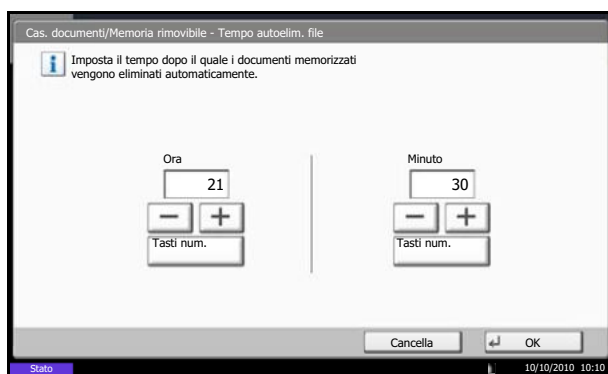 Cas. documenti/Memoria rimovibile - Tempo autoelim. file
Imposta il tempo dopo il quale i documenti memorizzati
vengono eliminati automaticamente.
Ora
Minuto
21
30
Tasti num.
Tasti num.
Cancella
OK
Stato
10/10/2010 10:10